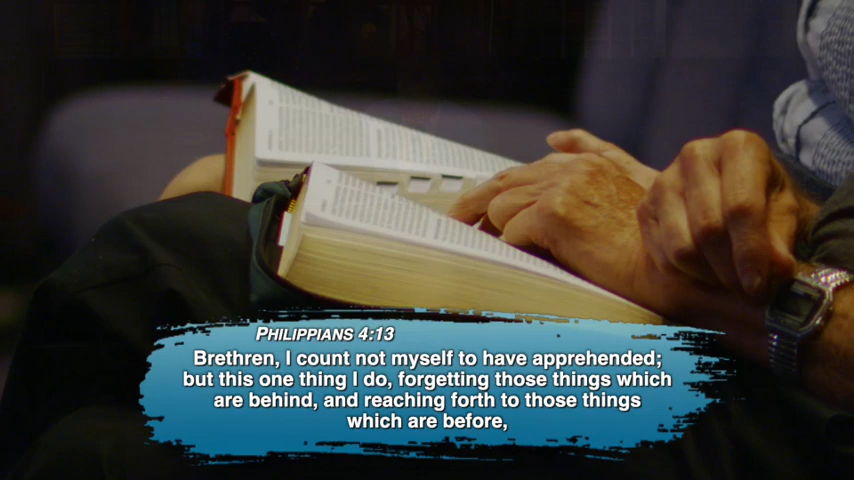 PHILIPPIANS 4:13
Brethren, I count not myself to have apprehended;
but this one thing I do, forgetting those things which
are behind, and reaching forth to those things
which are before,